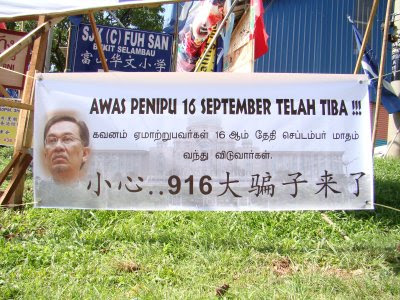 SJK (C) FUH SAN
BUKIT SELAMBAU
富山华文小学
AWAS PENIPU 16 SEPTEMBER TELAH TIBA !!!
கவனம் ஏமாற்றுபவர்கள் 16 ஆம் தேதி செப்டம்பர் மாதம்
வந்து விடுவார்கள்.
小心..916大骗子来了